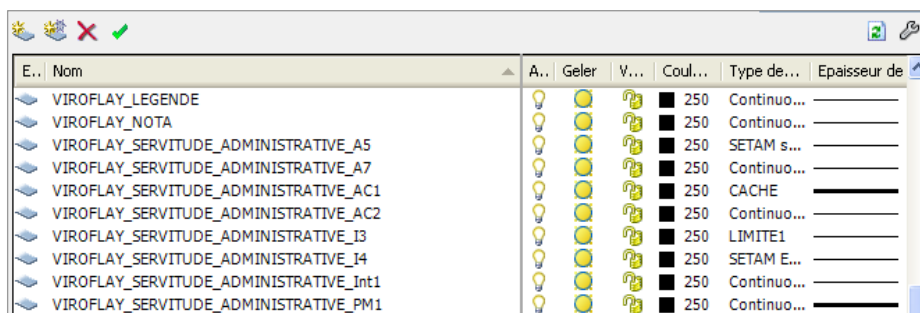 E.. Nom A.. Geler V... Coul... Type de... Epaisseur de
VIROFLAY_LEGENDE 250 Continuo...
VIROFLAY_NOTA 250 Continuo...
VIROFLAY_SERVITUDE_ADMINISTRATIVE_A5 250 SETAM s...
VIROFLAY_SERVITUDE_ADMINISTRATIVE_A7 250 Continuo...
VIROFLAY_SERVITUDE_ADMINISTRATIVE_AC1 250 CACHE
VIROFLAY_SERVITUDE_ADMINISTRATIVE_AC2 250 Continuo...
VIROFLAY_SERVITUDE_ADMINISTRATIVE_I3 250 LIMITE1
VIROFLAY_SERVITUDE_ADMINISTRATIVE_I4 250 SETAM E...
VIROFLAY_SERVITUDE_ADMINISTRATIVE_Int1 250 Continuo...
VIROFLAY_SERVITUDE_ADMINISTRATIVE_PM1 250 Continuo...